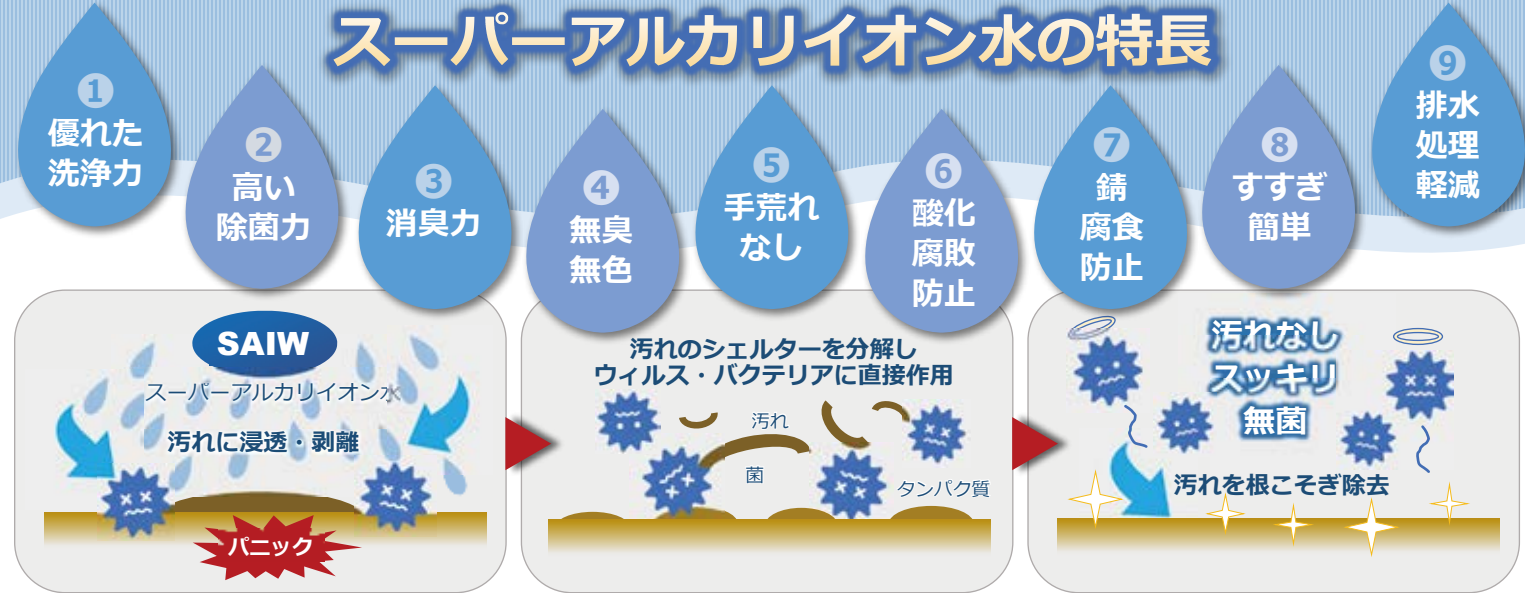 スーパーアルカリイオン水の特長
1
優れた
洗浄力
2
高い
除菌力
3
消臭力
4
無臭
無色
5
手荒れ
なし
6
酸化
腐敗
防止
7
錆
腐食
防止
8
すすぎ
簡単
9
排水
処理
軽減
SAIW
スーパーアルカリイオン水
汚れに浸透・剥離
パニック
汚れのシェルターを分解し
ウィルス・バクテリアに直接作用
汚れ
菌
タンパク質
汚れなし
スッキリ
無菌
汚れを根こそぎ除去